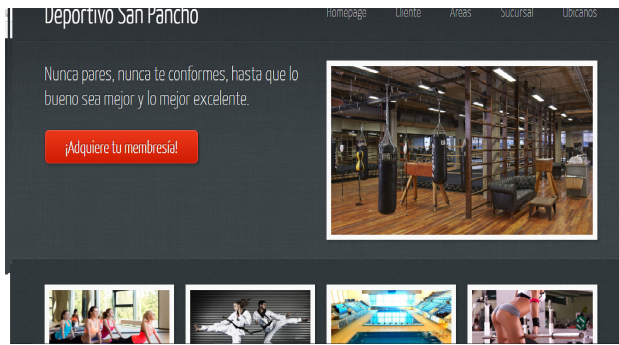 Deportivo San Pancho
Homepage Cliente Areas Sucursal Ubicanos
Nunca pares, nunca te conformes, hasta que lo
bueno sea mejor y lo mejor excelente.
¡Adquiere tu membresía!